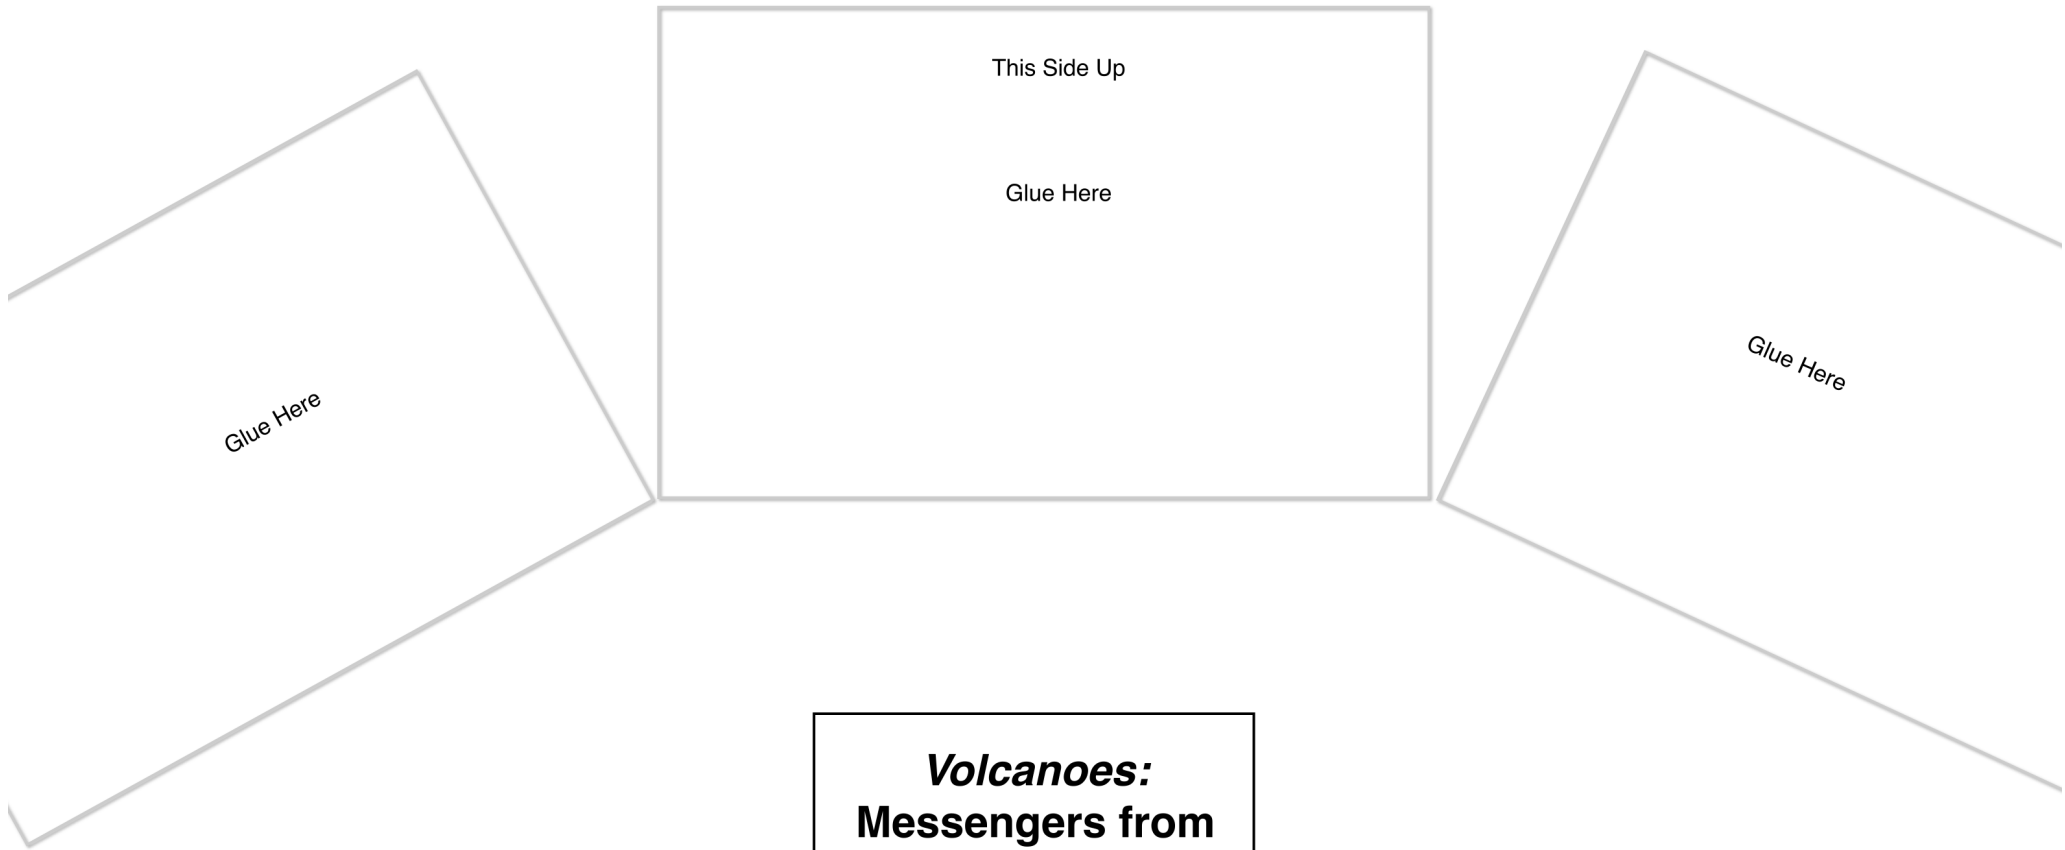 This Side Up
Glue Here
Glue Here
Glue Here
Volcanoes:
Messengers from